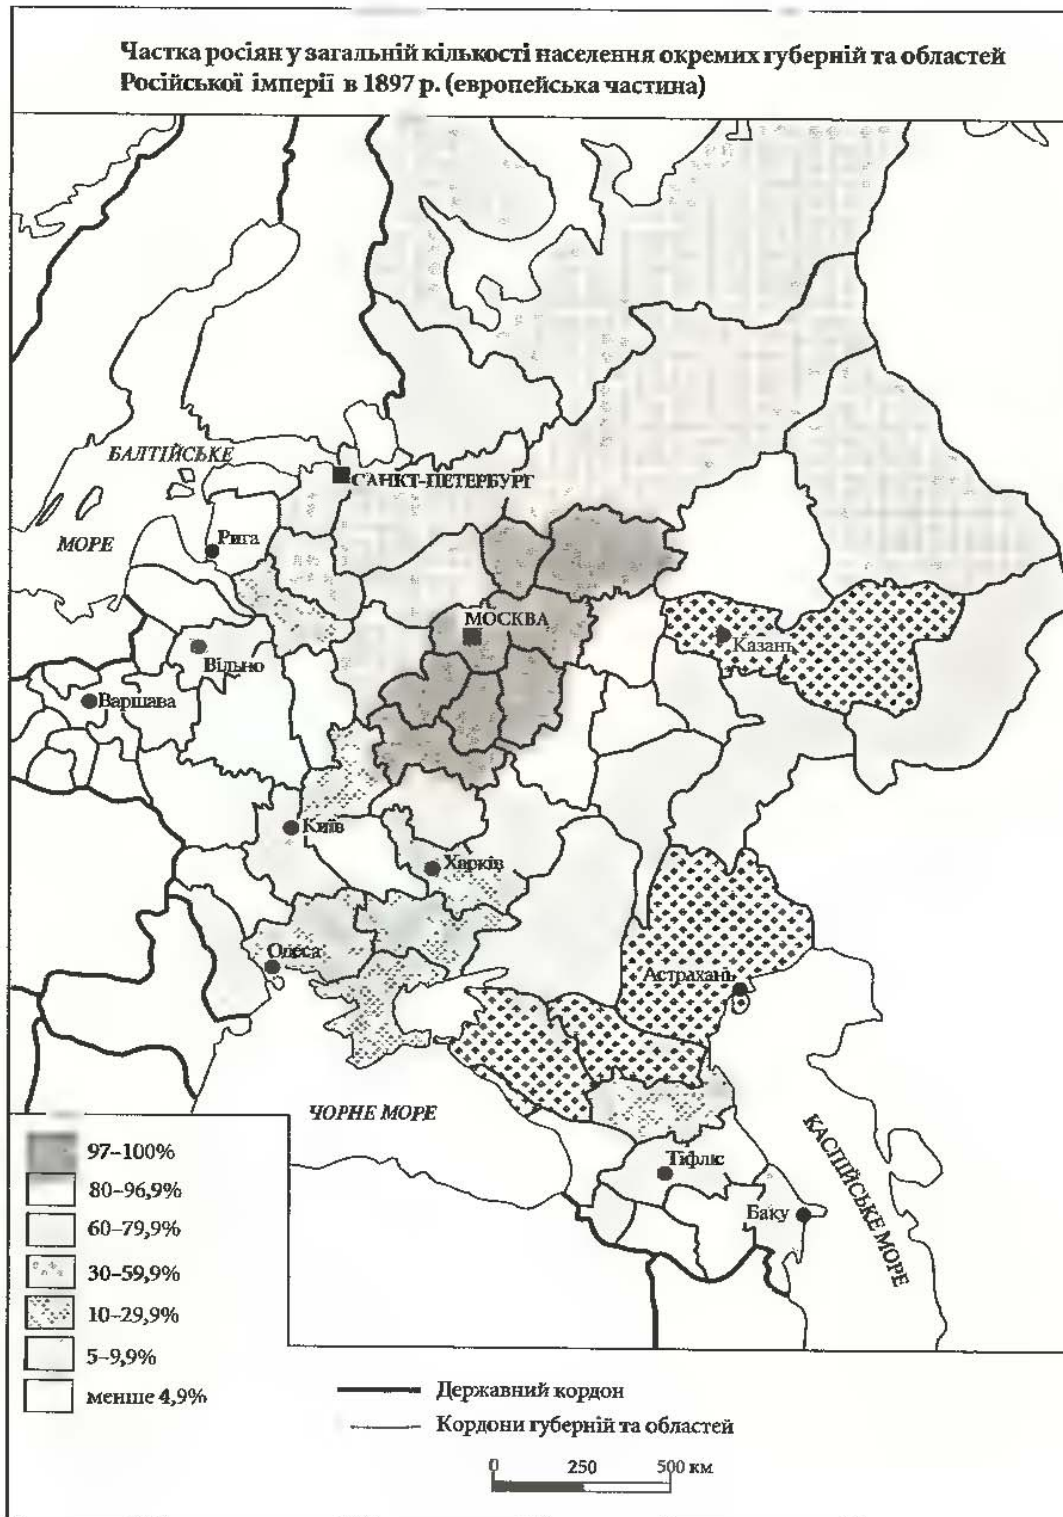 Частка росіян у загальній кількості населення окремих губерній та областей
Російської імперії в 1897 р. (европейська частина)
БАЛТІЙСЬКЕ
МОРЕ
САНКТ-ПЕТЕРБУРГ
Рига
МОСКВА
Казань
Вільно
Варшава
Київ
Харків
Одеса
Астрахань
ЧОРНЕ МОРЕ
КАСПІЙСЬКЕ МОРЕ
Тіфліс
Баку
97–100%
80–96,9%
60–79,9%
30–59,9%
10–29,9%
5–9,9%
менше 4,9%
Державний кордон
Кордони губерній та областей
0 250 500 км